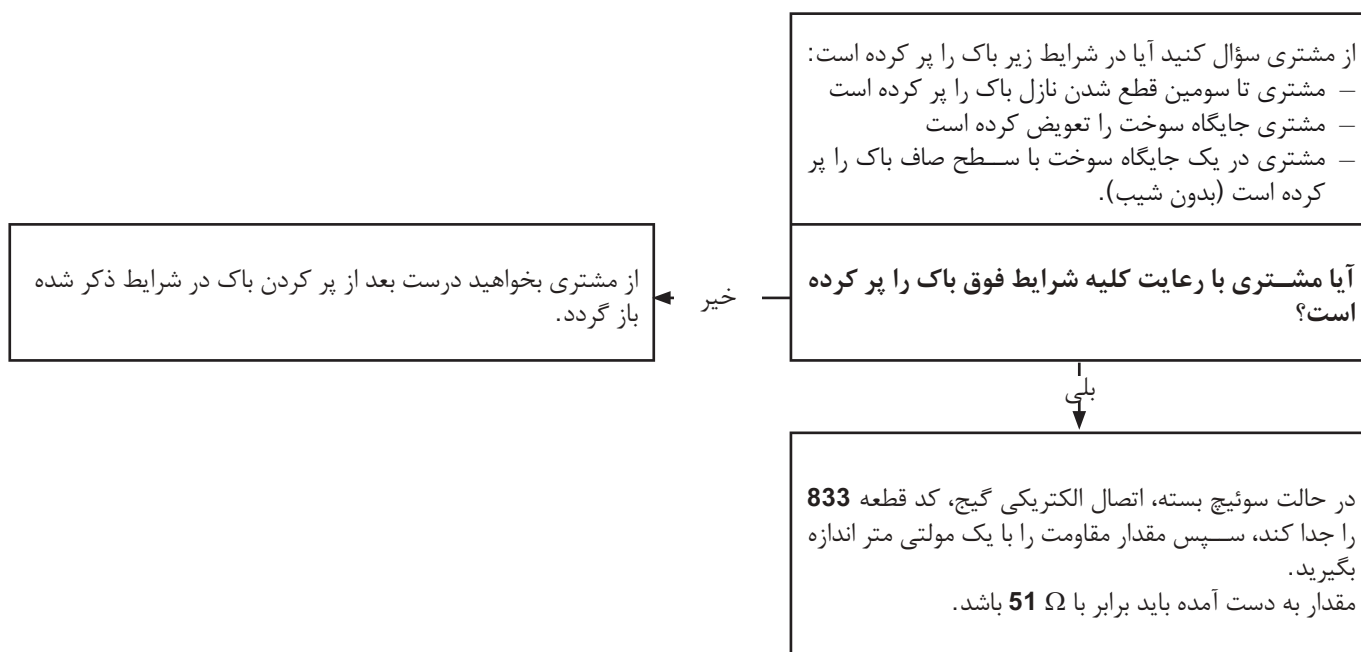 از مشتری سؤال کنید آیا در شرایط زیر باک را پر کرده است:
– مشتری تا سومین قطع شدن نازل باک را پر کرده است
– مشتری جایگاه سوخت را تعویض کرده است
– مشتری در یک جایگاه سوخت با سطح صاف باک را پر
کرده است (بدون شیب).
آیا مشتری با رعایت کلیه شرایط فوق باک را پر کرده
است؟
خیر
از مشتری بخواهید درست بعد از پر کردن باک در شرایط ذکر شده
باز گردد.
بلی
در حالت سوئیچ بسته، اتصال الکتریکی گیج، کد قطعه 833
را جدا کند، سپس مقدار مقاومت را با یک مولتی متر اندازه
بگیرید.
مقدار به دست آمده باید برابر با 51 Ω باشد.